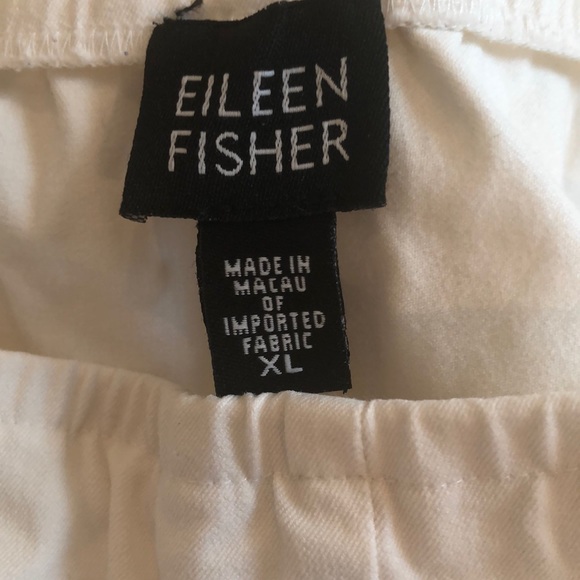 EILEEN
FISHER
MADE IN
MACAU
OF
IMPORTED
FABRIC
XL